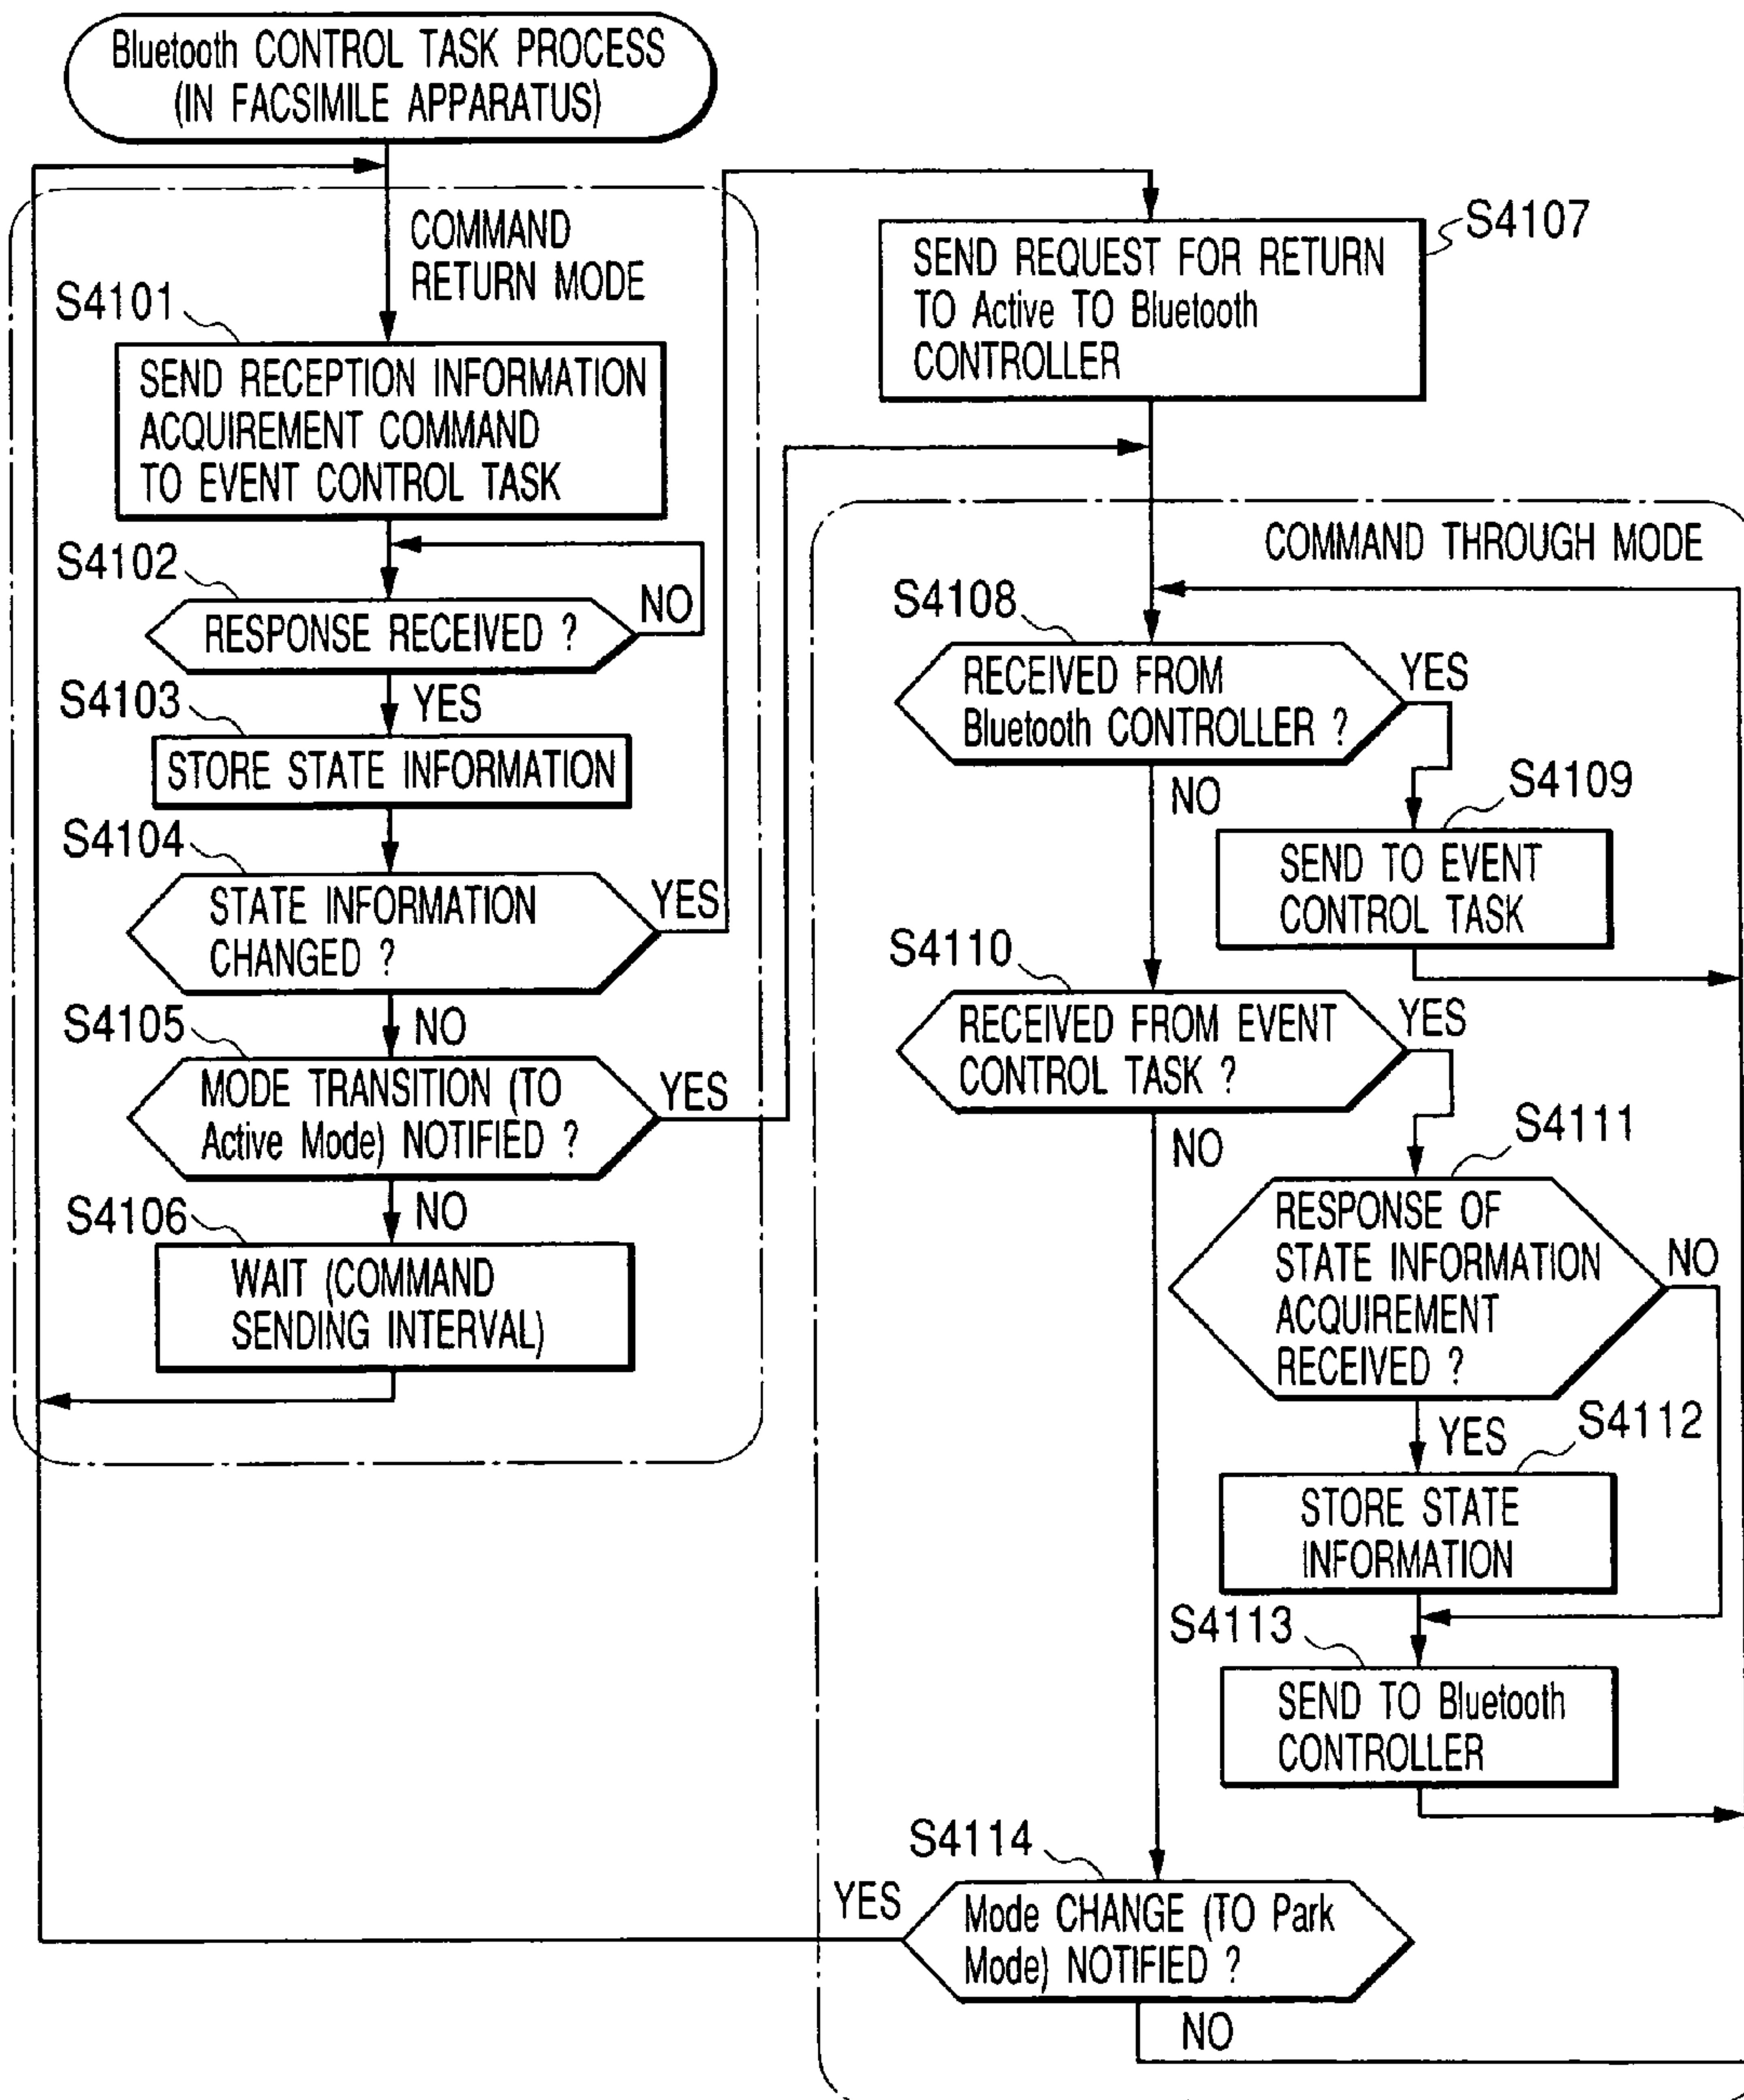 Bluetooth CONTROL TASK PROCESS
(IN FACSIMILE APPARATUS)
COMMAND
RETURN MODE
S4101
SEND RECEPTION INFORMATION
ACQUIREMENT COMMAND
TO EVENT CONTROL TASK
S4102
RESPONSE RECEIVED ?
NO
YES
S4103
STORE STATE INFORMATION
S4104
STATE INFORMATION
CHANGED ?
YES
NO
S4105
MODE TRANSITION (TO
Active Mode) NOTIFIED ?
YES
NO
S4106
WAIT (COMMAND
SENDING INTERVAL)
S4107
SEND REQUEST FOR RETURN
TO Active TO Bluetooth
CONTROLLER
COMMAND THROUGH MODE
S4108
RECEIVED FROM
Bluetooth CONTROLLER ?
YES
NO
S4109
SEND TO EVENT
CONTROL TASK
S4110
RECEIVED FROM EVENT
CONTROL TASK ?
YES
NO
S4111
RESPONSE OF
STATE INFORMATION
ACQUIREMENT
RECEIVED ?
NO
YES
S4112
STORE STATE
INFORMATION
S4113
SEND TO Bluetooth
CONTROLLER
S4114
Mode CHANGE (TO Park
Mode) NOTIFIED ?
YES
NO